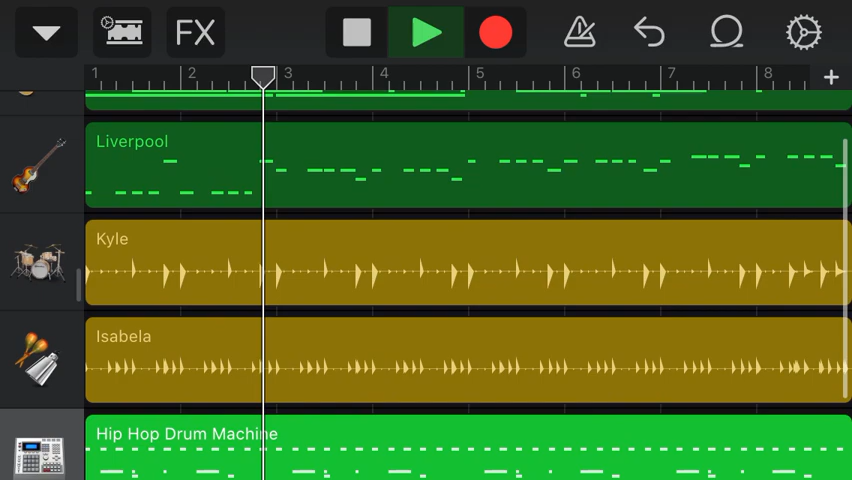 FX
1 2 3 4 5 6 7 8 +
Liverpool
Kyle
Isabela
Hip Hop Drum Machine